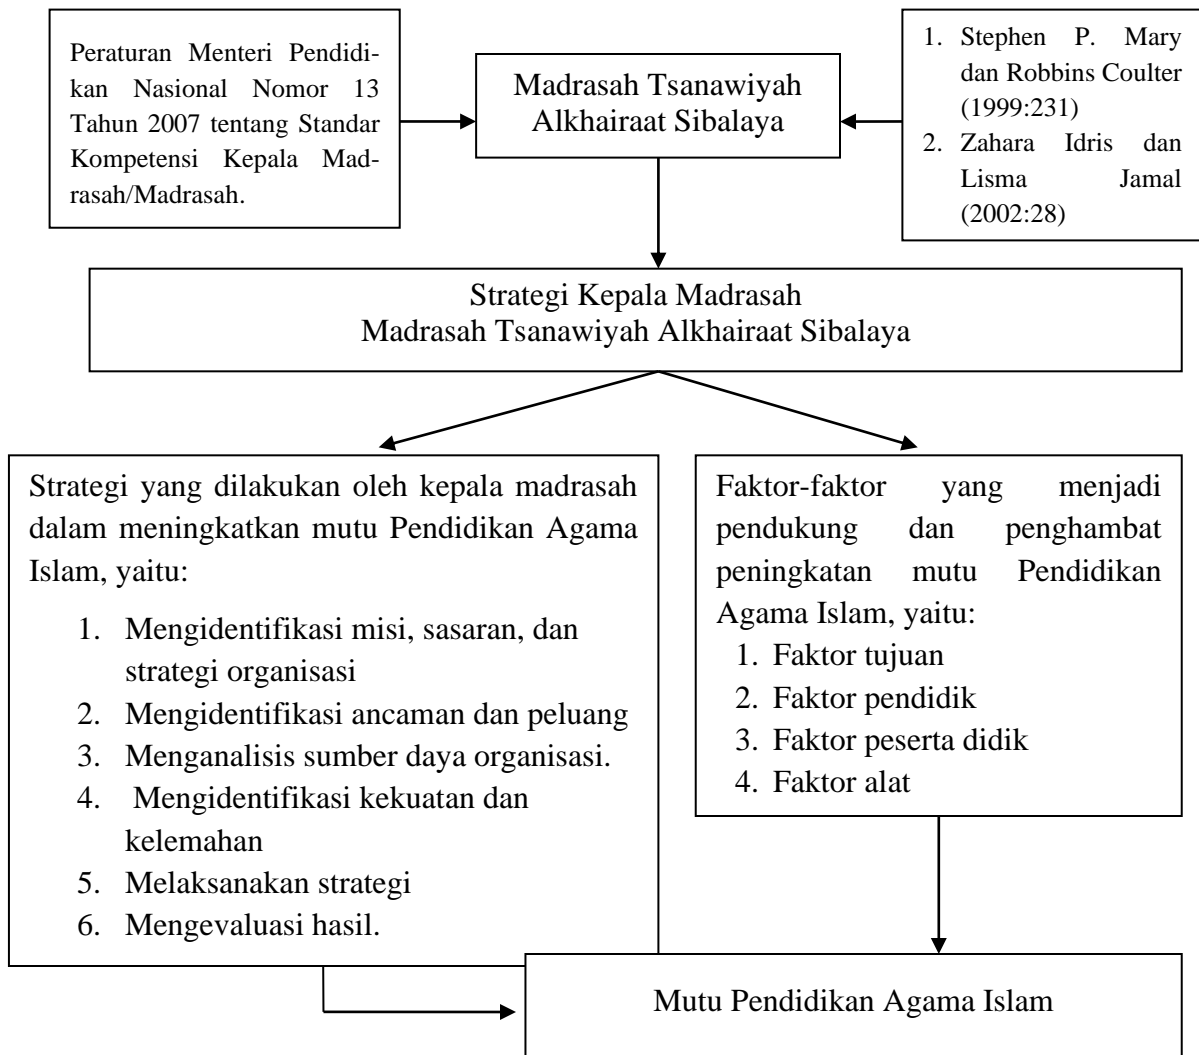 Peraturan Menteri Pendidi-
kan Nasional Nomor 13
Tahun 2007 tentang Standar
Kompetensi Kepala Mad-
rasah/Madrasah.
Madrasah Tsanawiyah
Alkhairaat Sibalaya
1. Stephen P. Mary
dan Robbins Coulter
(1999:231)
2. Zahara Idris dan
Lisma Jamal
(2002:28)
Strategi Kepala Madrasah
Madrasah Tsanawiyah Alkhairaat Sibalaya
Strategi yang dilakukan oleh kepala madrasah
dalam meningkatkan mutu Pendidikan Agama
Islam, yaitu:
1. Mengidentifikasi misi, sasaran, dan
strategi organisasi
2. Mengidentifikasi ancaman dan peluang
3. Menganalisis sumber daya organisasi.
4. Mengidentifikasi kekuatan dan
kelemahan
5. Melaksanakan strategi
6. Mengevaluasi hasil.
Faktor-faktor yang menjadi
pendukung dan penghambat
peningkatan mutu Pendidikan
Agama Islam, yaitu:
1. Faktor tujuan
2. Faktor pendidik
3. Faktor peserta didik
4. Faktor alat
Mutu Pendidikan Agama Islam